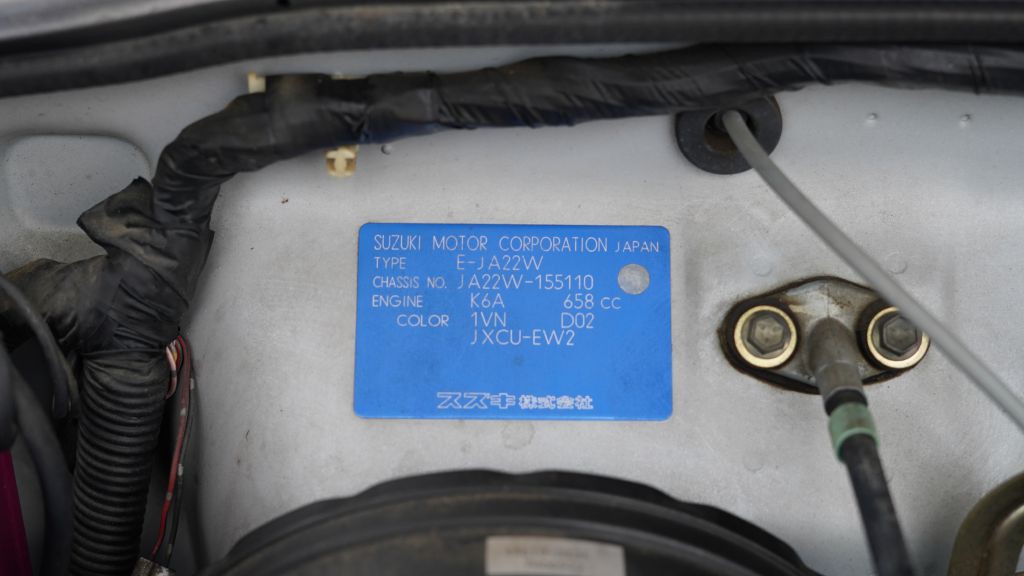 SUZUKI MOTOR CORPORATION JAPAN
TYPE E-JA22W
CHASSIS NO. JA22W-155110
ENGINE K6A 658 CC
COLOR 1VN D02
JXCU-EW2
スズキ株式会社